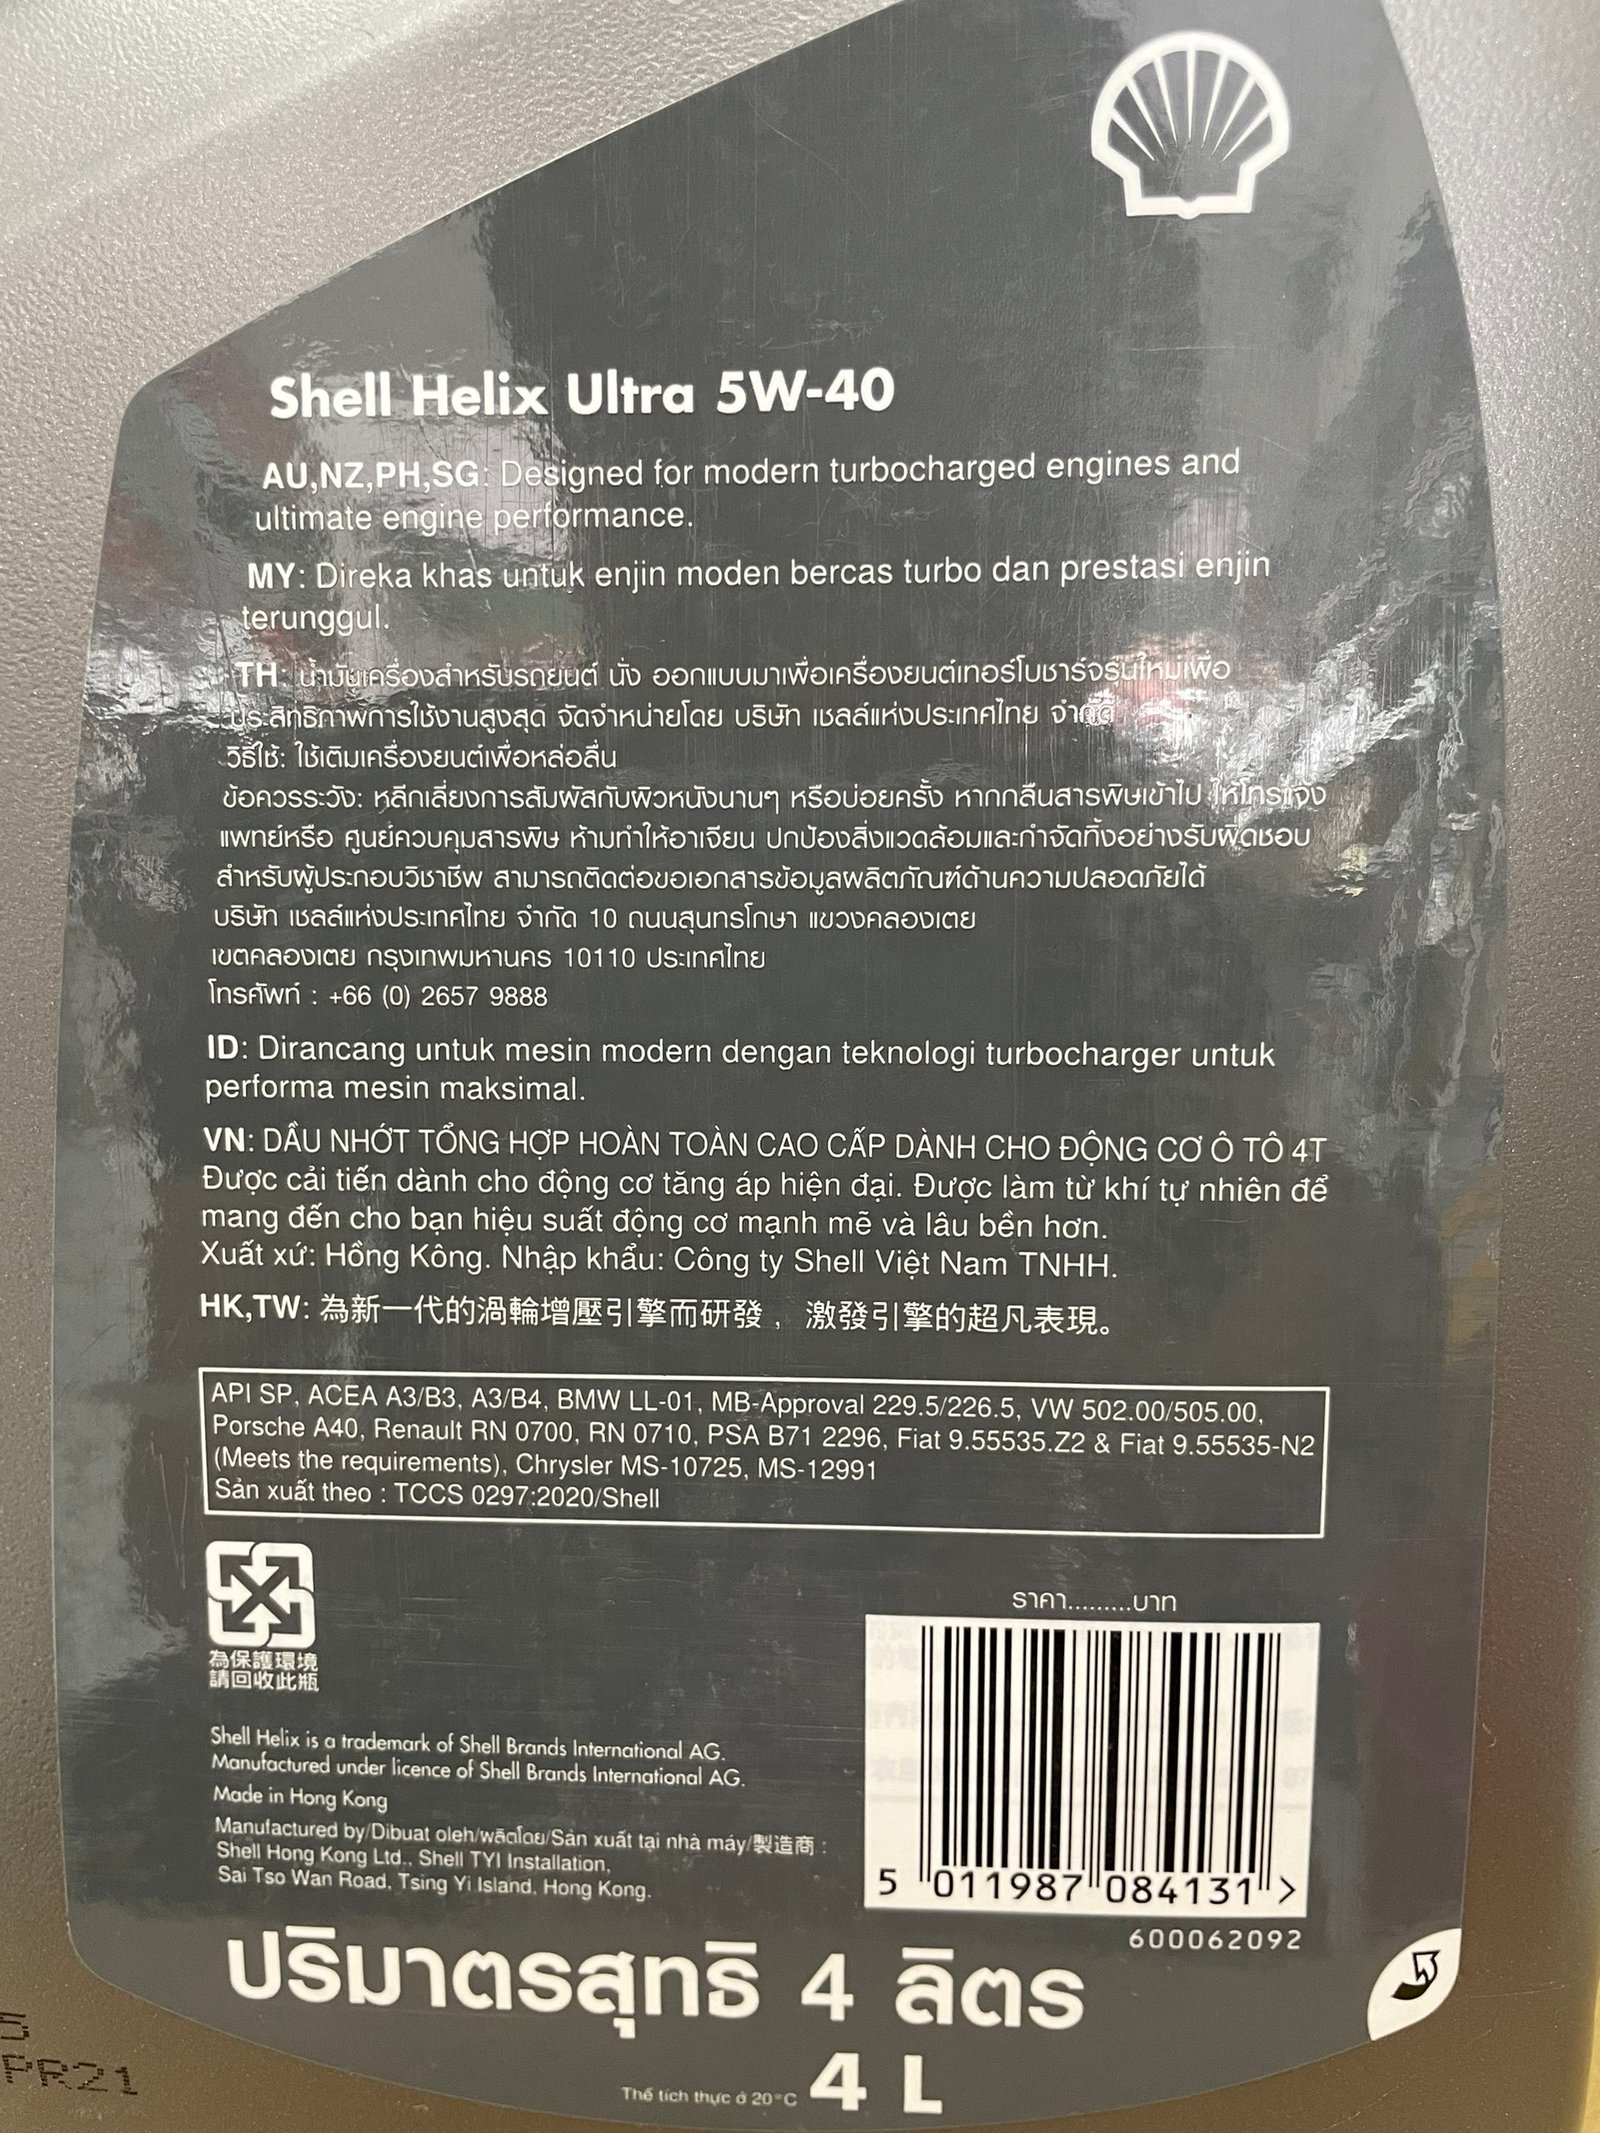 Shell Helix Ultra 5W-40
AU,NZ,PH,SG: Designed for modern turbocharged engines and
ultimate engine performance.
MY: Direka khas untuk enjin moden bercas turbo dan prestasi enjin
terunggul.
TH: น้ำมันเครื่องสำหรับรถยนต์ นั่ง ออกแบบมาเพื่อเครื่องยนต์เทอร์โบชาร์จรุ่นใหม่เพื่อ
ประสิทธิภาพการใช้งานสูงสุด จัดจำหน่ายโดย บริษัท เชลล์แห่งประเทศไทย จำกัด
วิธีใช้: ใช้เติมเครื่องยนต์เพื่อหล่อลื่น
ข้อควรระวัง: หลีกเลี่ยงการสัมผัสกับผิวหนังนานๆ หรือบ่อยครั้ง หากกลืนสารพิษเข้าไป ให้โทรแจ้ง
แพทย์หรือ ศูนย์ควบคุมสารพิษ ห้ามทำให้อาเจียน ปกป้องสิ่งแวดล้อมและกำจัดทิ้งอย่างรับผิดชอบ
สำหรับผู้ประกอบวิชาชีพ สามารถติดต่อขอเอกสารข้อมูลผลิตภัณฑ์ด้านความปลอดภัยได้
บริษัท เชลล์แห่งประเทศไทย จำกัด 10 ถนนสุนทรโกษา แขวงคลองเตย
เขตคลองเตย กรุงเทพมหานคร 10110 ประเทศไทย
โทรศัพท์ : +66 (0) 2657 9888
ID: Dirancang untuk mesin modern dengan teknologi turbocharger untuk
performa mesin maksimal.
VN: DẦU NHỚT TỔNG HỢP HOÀN TOÀN CAO CẤP DÀNH CHO ĐỘNG CƠ Ô TÔ 4T
Được cải tiến dành cho động cơ tăng áp hiện đại. Được làm từ khí tự nhiên để
mang đến cho bạn hiệu suất động cơ mạnh mẽ và lâu bền hơn.
Xuất xứ: Hồng Kông. Nhập khẩu: Công ty Shell Việt Nam TNHH.
HK,TW: 為新一代的渦輪增壓引擎而研發，激發引擎的超凡表現。
API SP, ACEA A3/B3, A3/B4, BMW LL-01, MB-Approval 229.5/226.5, VW 502.00/505.00,
Porsche A40, Renault RN 0700, RN 0710, PSA B71 2296, Fiat 9.55535.Z2 & Fiat 9.55535-N2
(Meets the requirements), Chrysler MS-10725, MS-12991
Sản xuất theo : TCCS 0297:2020/Shell
為保護環境
請回收此瓶
ราคา.........บาท
Shell Helix is a trademark of Shell Brands International AG.
Manufactured under licence of Shell Brands International AG.
Made in Hong Kong
Manufactured by/Dibuat oleh/ผลิตโดย/Sản xuất tại nhà máy/製造商 :
Shell Hong Kong Ltd., Shell TYI Installation,
Sai Tso Wan Road, Tsing Yi Island, Hong Kong.
5 011987 084131 >
600062092
ปริมาตรสุทธิ 4 ลิตร
Thể tích thực ở 20°C 4 L
PR21